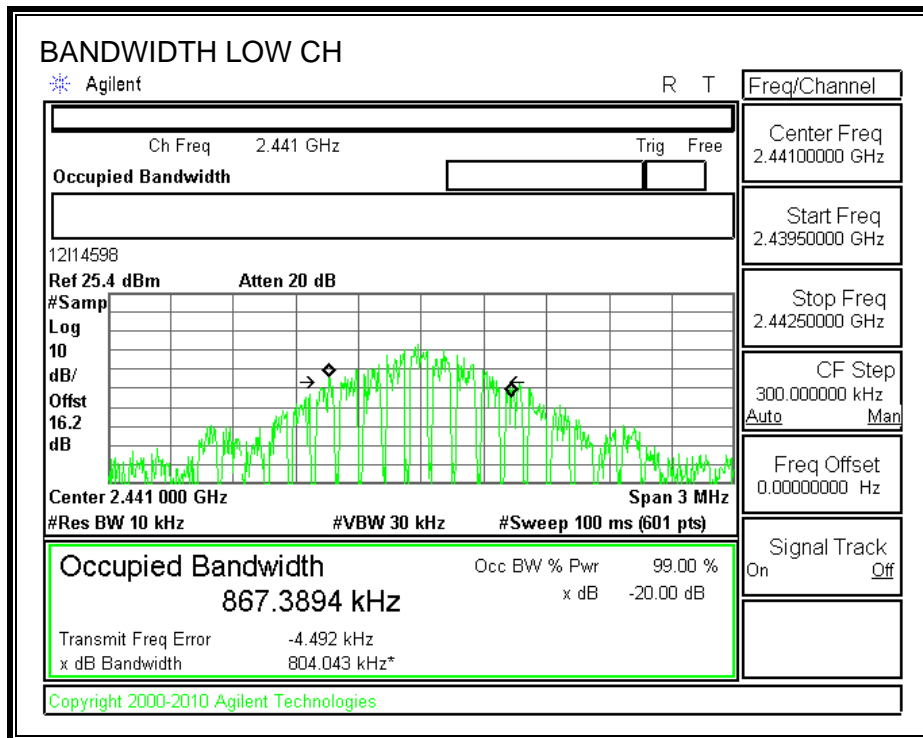 BANDWIDTH LOW CH
Agilent R T
Freq/Channel
Ch Freq 2.441 GHz Trig Free
Occupied Bandwidth
Center Freq
2.44100000 GHz
Start Freq
2.43950000 GHz
Stop Freq
2.44250000 GHz
CF Step
300.000000 kHz
Auto Man
Freq Offset
0.00000000 Hz
Signal Track
On Off
12I14598
Ref 25.4 dBm Atten 20 dB
#Samp
Log
10
dB/
Offst
16.2
dB
Center 2.441 000 GHz Span 3 MHz
#Res BW 10 kHz #VBW 30 kHz #Sweep 100 ms (601 pts)
Occupied Bandwidth Occ BW % Pwr 99.00 %
867.3894 kHz x dB -20.00 dB
Transmit Freq Error -4.492 kHz
x dB Bandwidth 804.043 kHz*
Copyright 2000-2010 Agilent Technologies